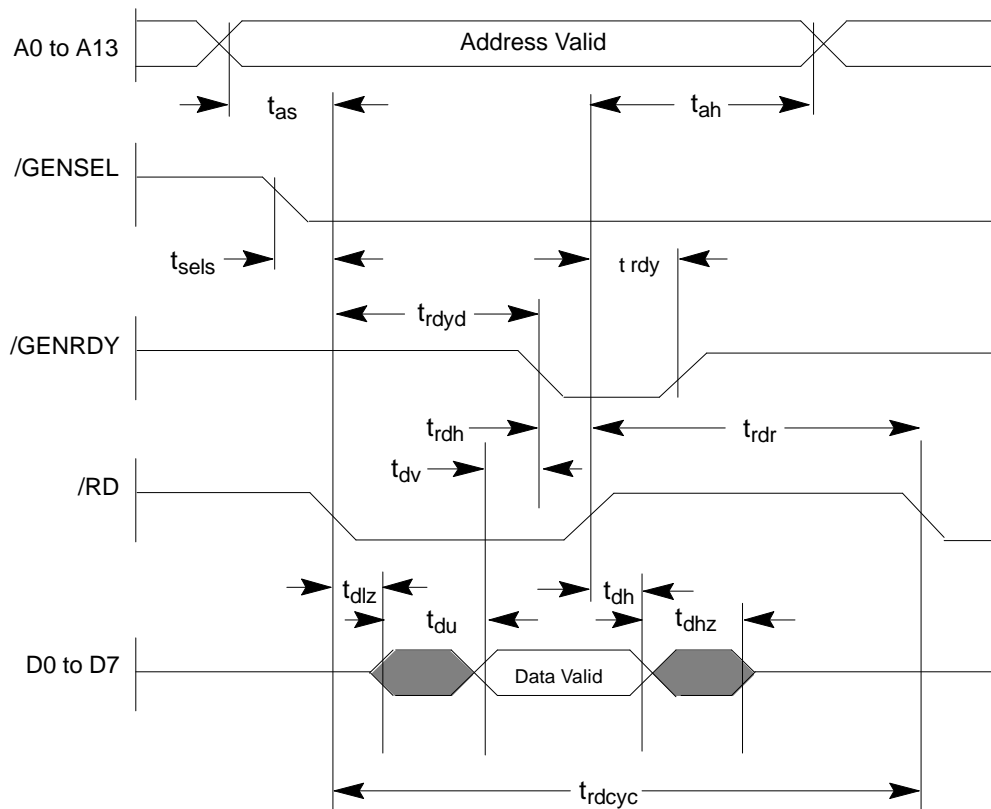 A0 to A13
Address Valid
tas
tah
/GENSEL
tsels
t rdy
trdyd
/GENRDY
trdh
trdr
tdv
/RD
tdlz
tdh
tdu
tdhz
D0 to D7
Data Valid
trdcyc